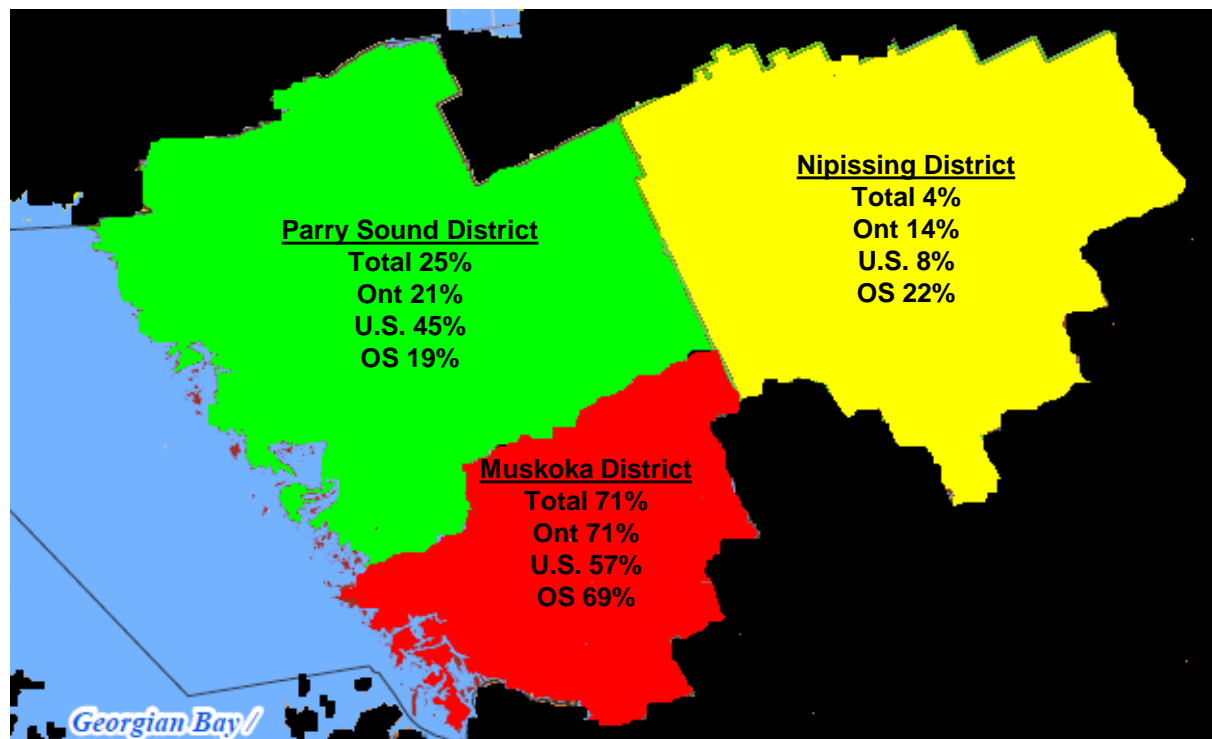 Nipissing District
Total 4%
Ont 14%
U.S. 8%
OS 22%
Parry Sound District
Total 25%
Ont 21%
U.S. 45%
OS 19%
Muskoka District
Total 71%
Ont 71%
U.S. 57%
OS 69%
Georgian Bay /